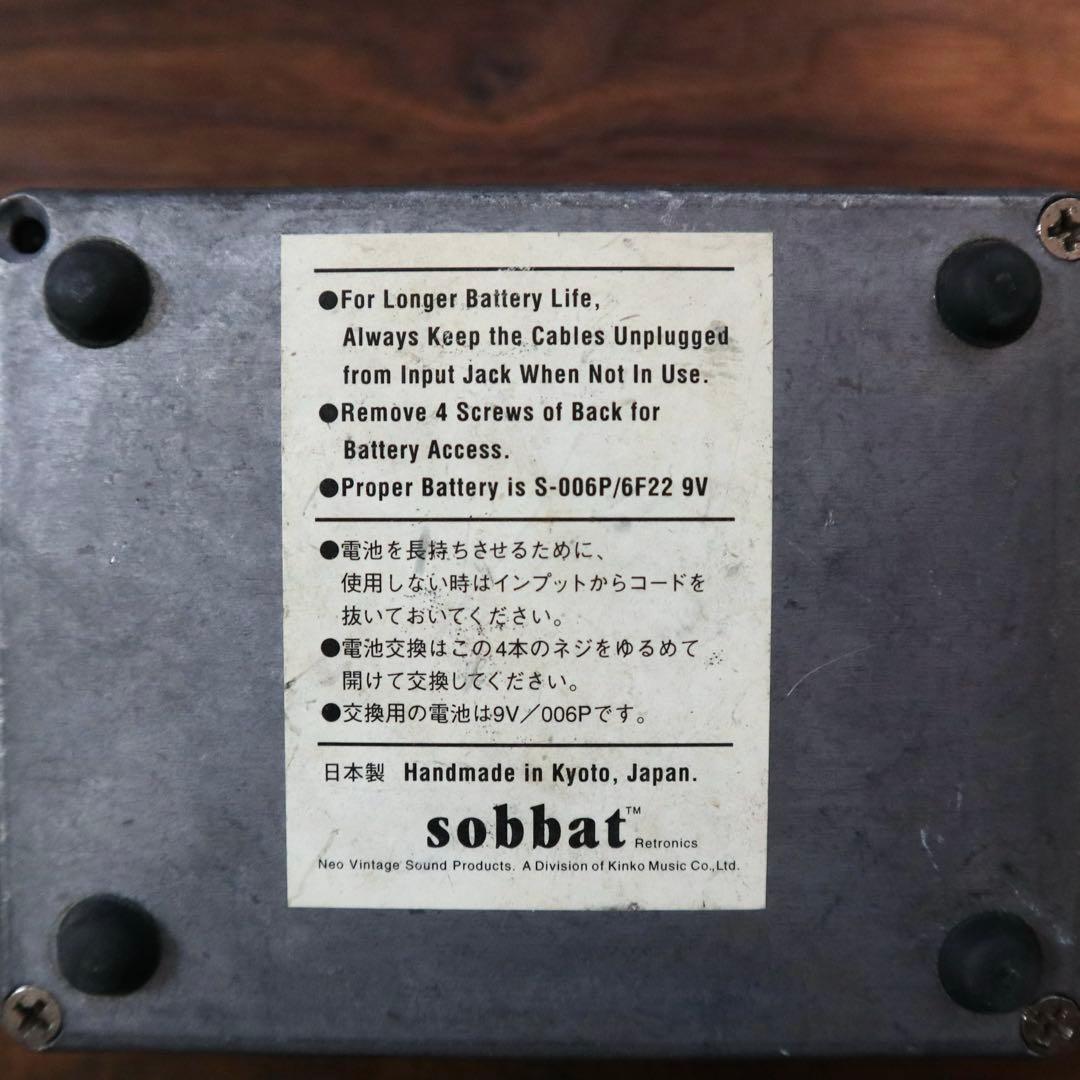 ●For Longer Battery Life,
Always Keep the Cables Unplugged
from Input Jack When Not In Use.
●Remove 4 Screws of Back for
Battery Access.
●Proper Battery is S-006P/6F22 9V
●電池を長持ちさせるために、
使用しない時はインプットからコードを
抜いておいてください。
●電池交換はこの4本のネジをゆるめて
開けて交換してください。
●交換用の電池は9V／006Pです。
日本製 Handmade in Kyoto, Japan.
sobbat™ Retronics
Neo Vintage Sound Products. A Division of Kinko Music Co.,Ltd.